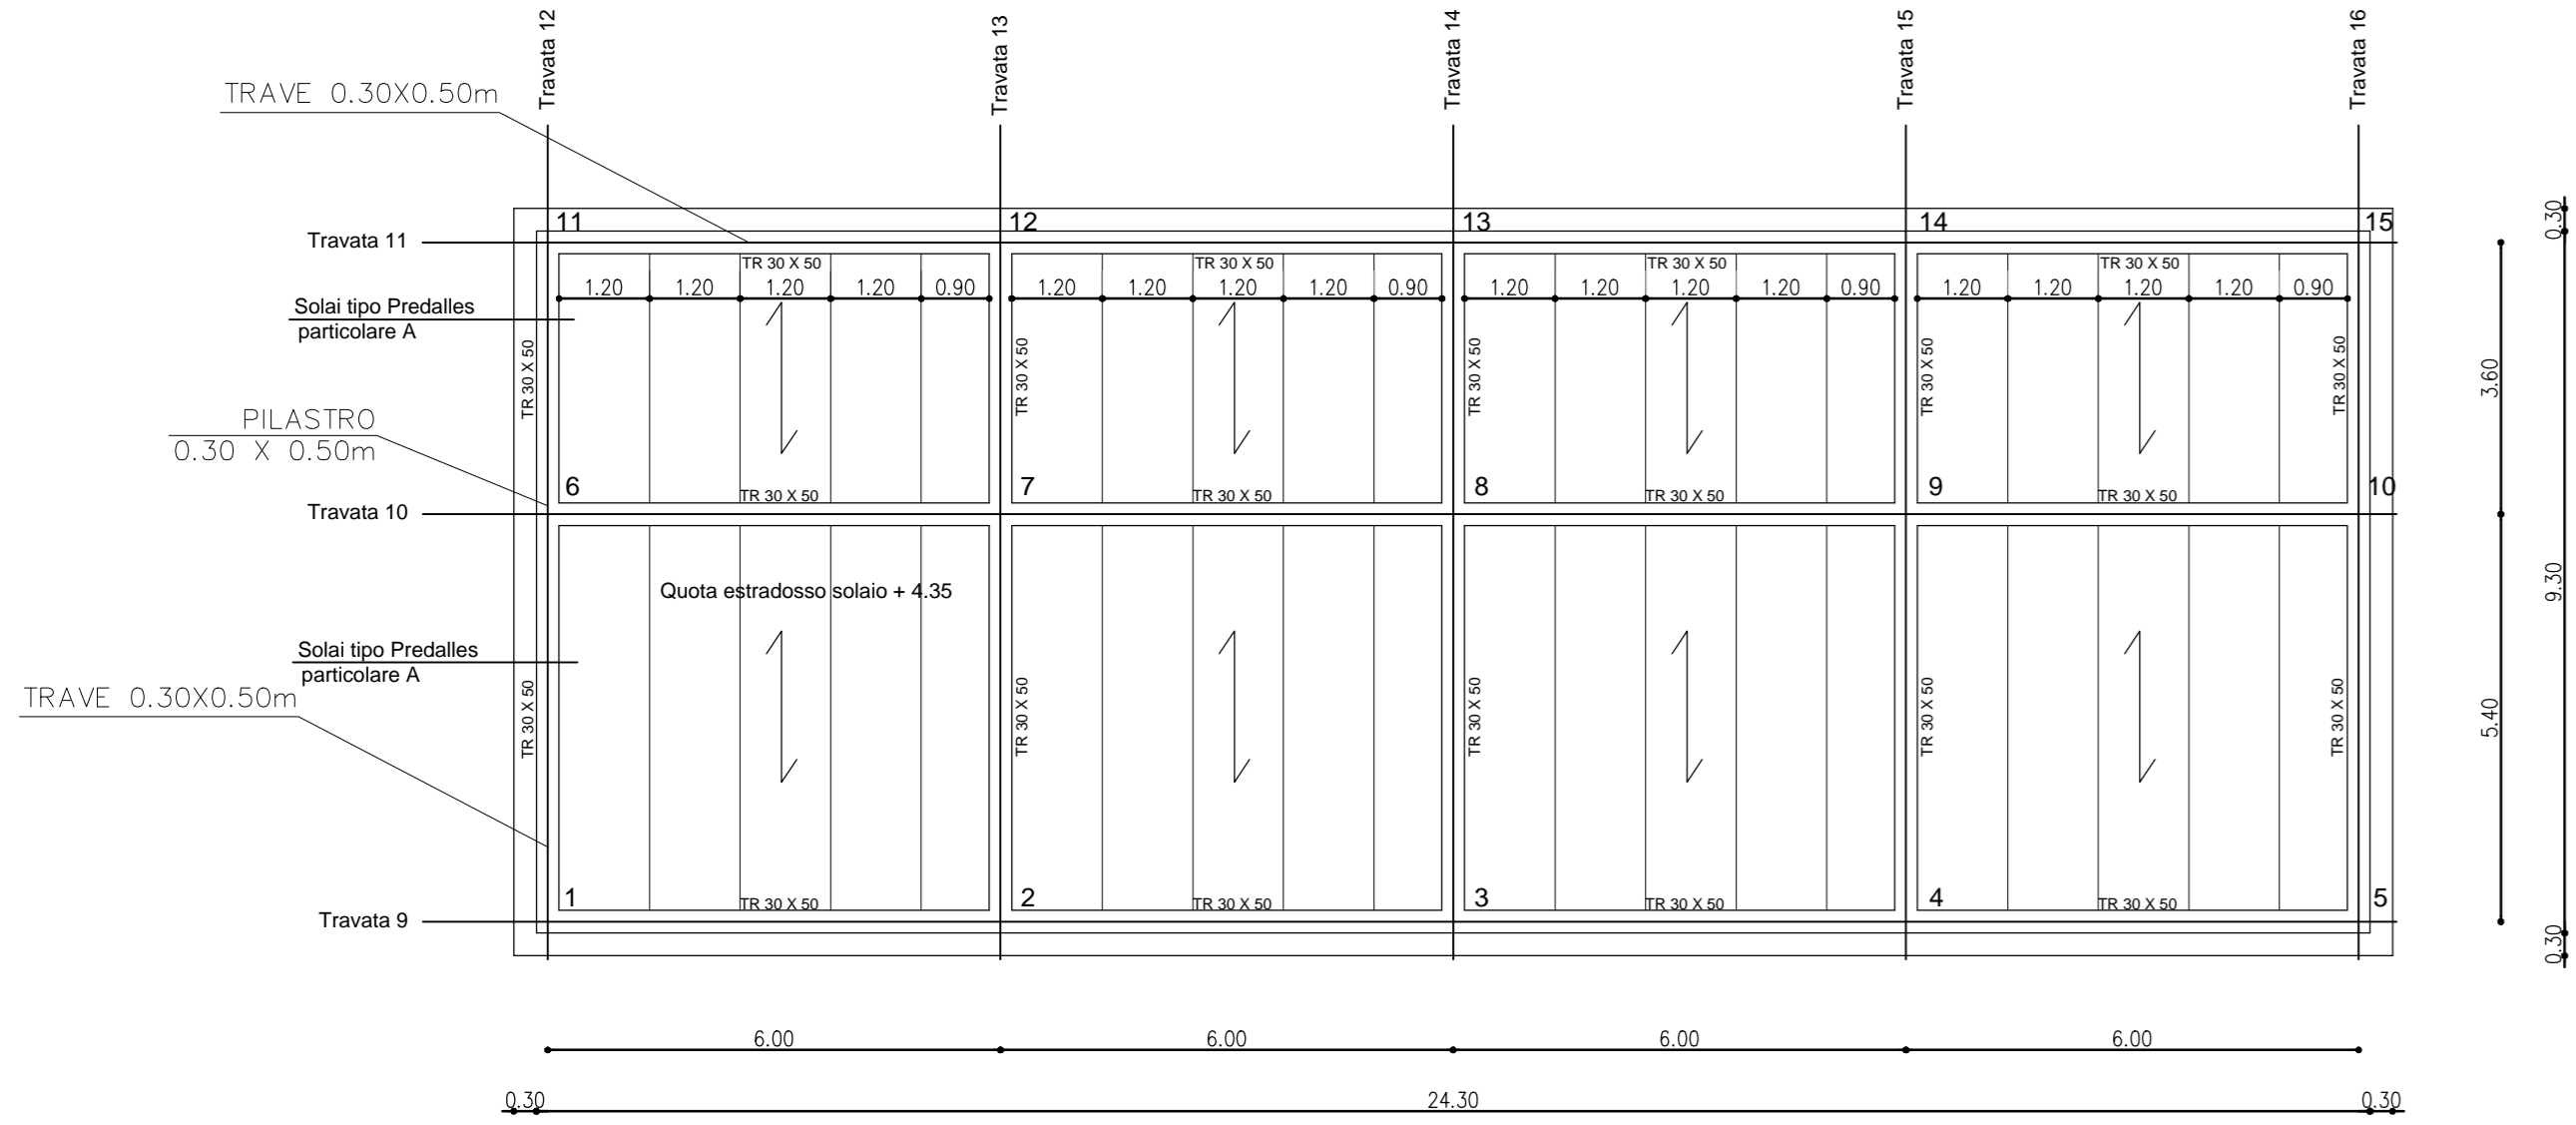 Travata 12
Travata 13
Travata 14
Travata 15
Travata 16
TRAVE 0.30X0.50m
11
12
13
14
15
0.30
Travata 11
TR 30 X 50
TR 30 X 50
TR 30 X 50
TR 30 X 50
1.20
1.20
1.20
1.20
0.90
1.20
1.20
1.20
1.20
0.90
1.20
1.20
1.20
1.20
0.90
1.20
1.20
1.20
1.20
0.90
Solai tipo Predalles
particolare A
TR 30 X 50
TR 30 X 50
TR 30 X 50
TR 30 X 50
TR 30 X 50
3.60
PILASTRO
0.30 X 0.50m
6
7
8
9
10
TR 30 X 50
TR 30 X 50
TR 30 X 50
TR 30 X 50
Travata 10
Quota estradosso solaio + 4.35
9.30
Solai tipo Predalles
particolare A
TRAVE 0.30X0.50m
TR 30 X 50
TR 30 X 50
TR 30 X 50
TR 30 X 50
TR 30 X 50
5.40
1
2
3
4
5
TR 30 X 50
TR 30 X 50
TR 30 X 50
TR 30 X 50
Travata 9
0.30
6.00
6.00
6.00
6.00
0.30
24.30
0.30